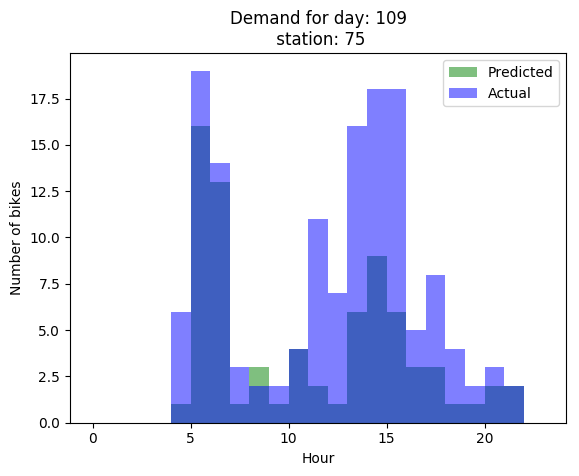 Demand for day: 109
station: 75
Predicted
Actual
17.5
15.0
12.5
10.0
7.5
5.0
2.5
0.0
Number of bikes
0 5 10 15 20
Hour